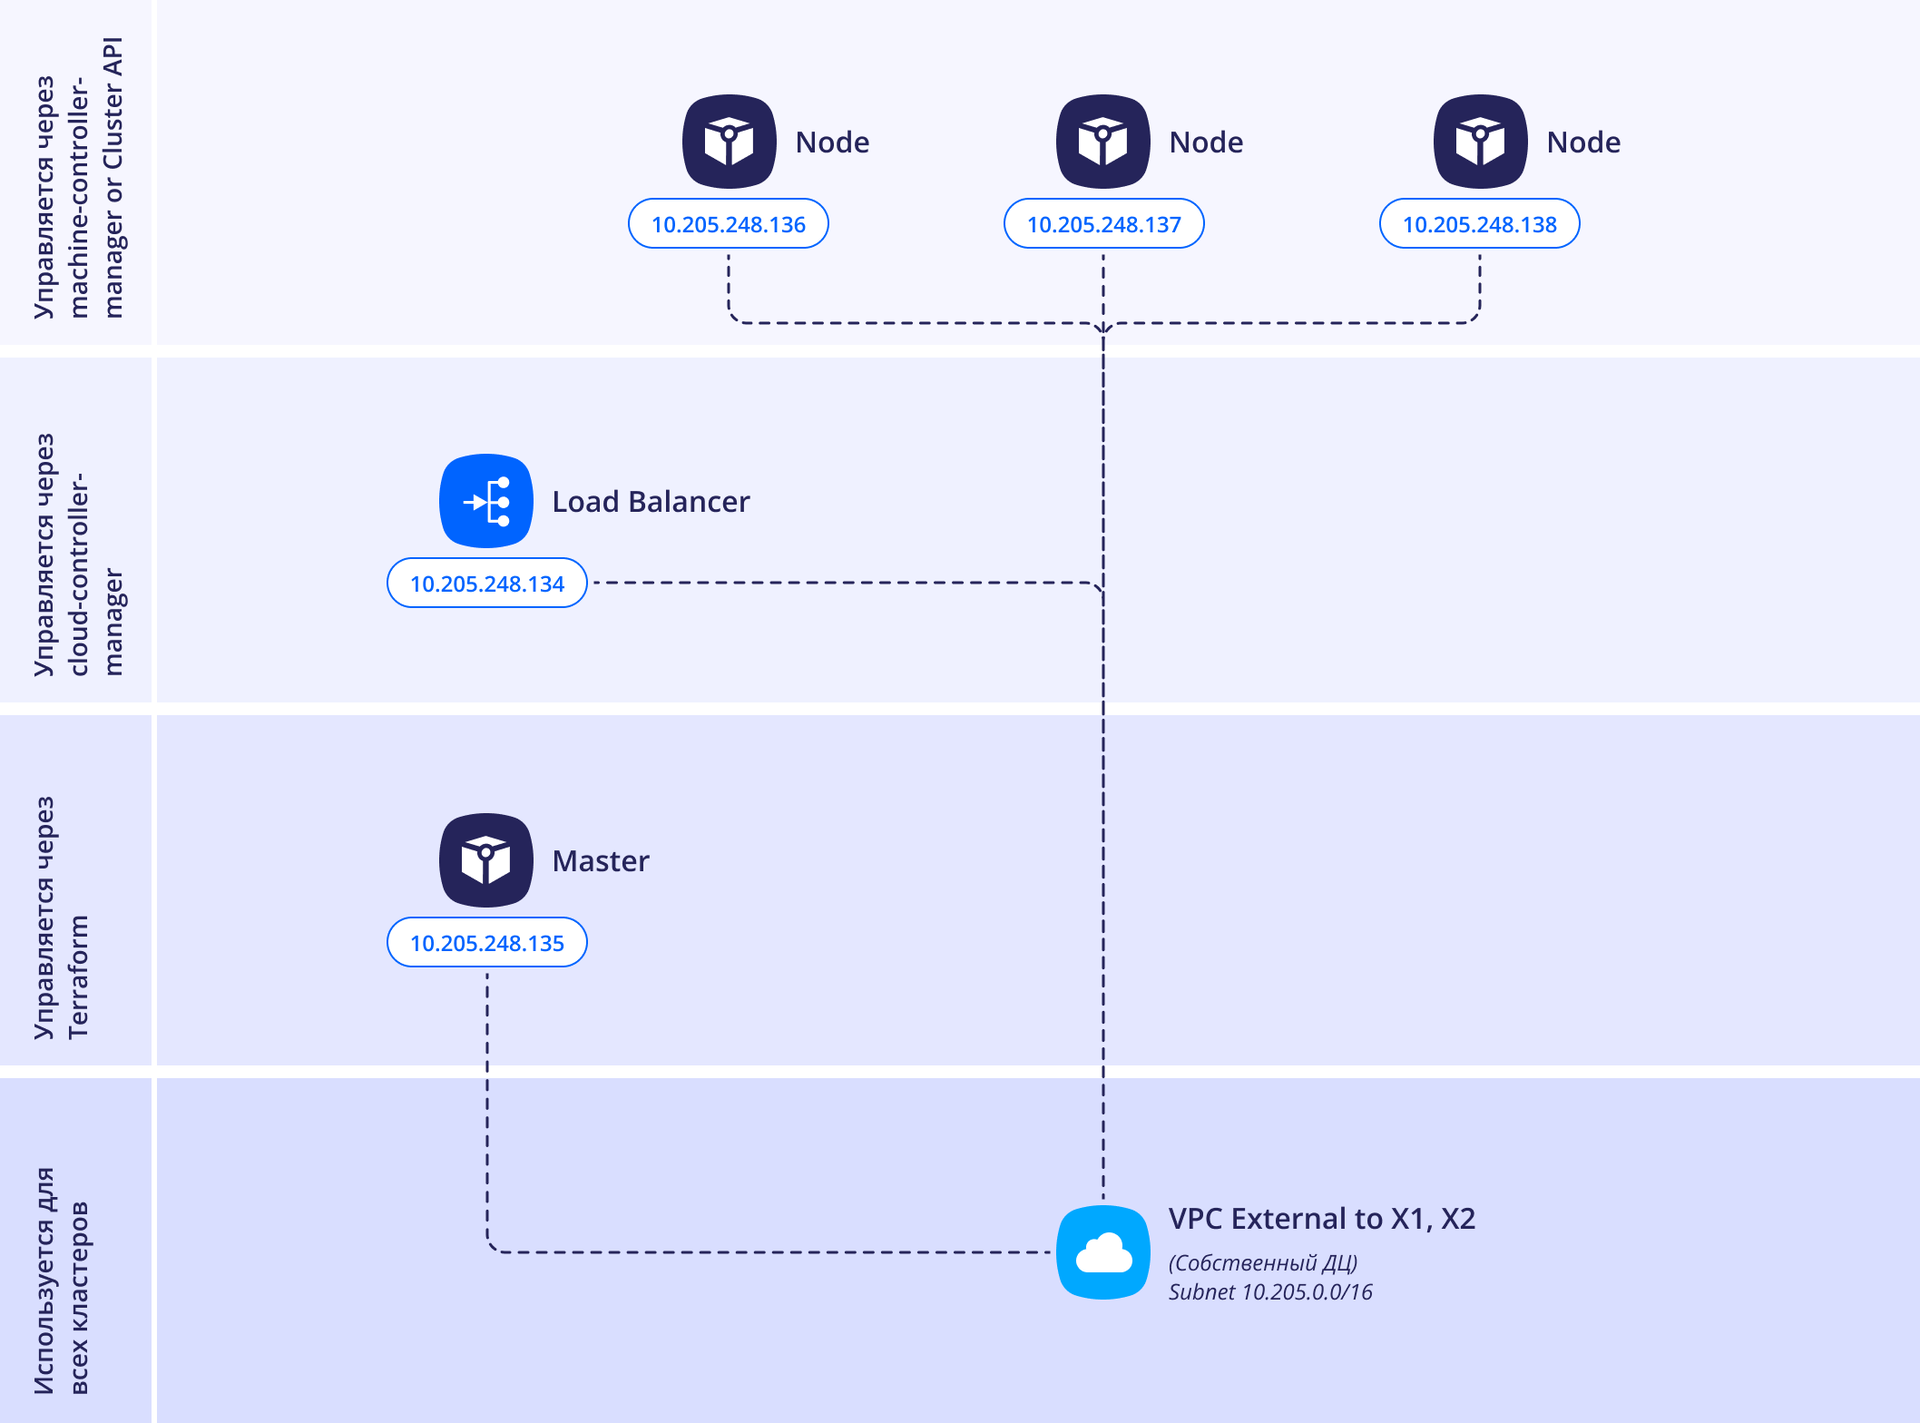 Управляется через
machine-controller-
manager or Cluster API
Node
Node
Node
10.205.248.136
10.205.248.137
10.205.248.138
Управляется через
cloud-controller-
manager
Load Balancer
10.205.248.134
Управляется через
Terraform
Master
10.205.248.135
Используется для
всех кластеров
VPC External to X1, X2
(Собственный ДЦ)
Subnet 10.205.0.0/16